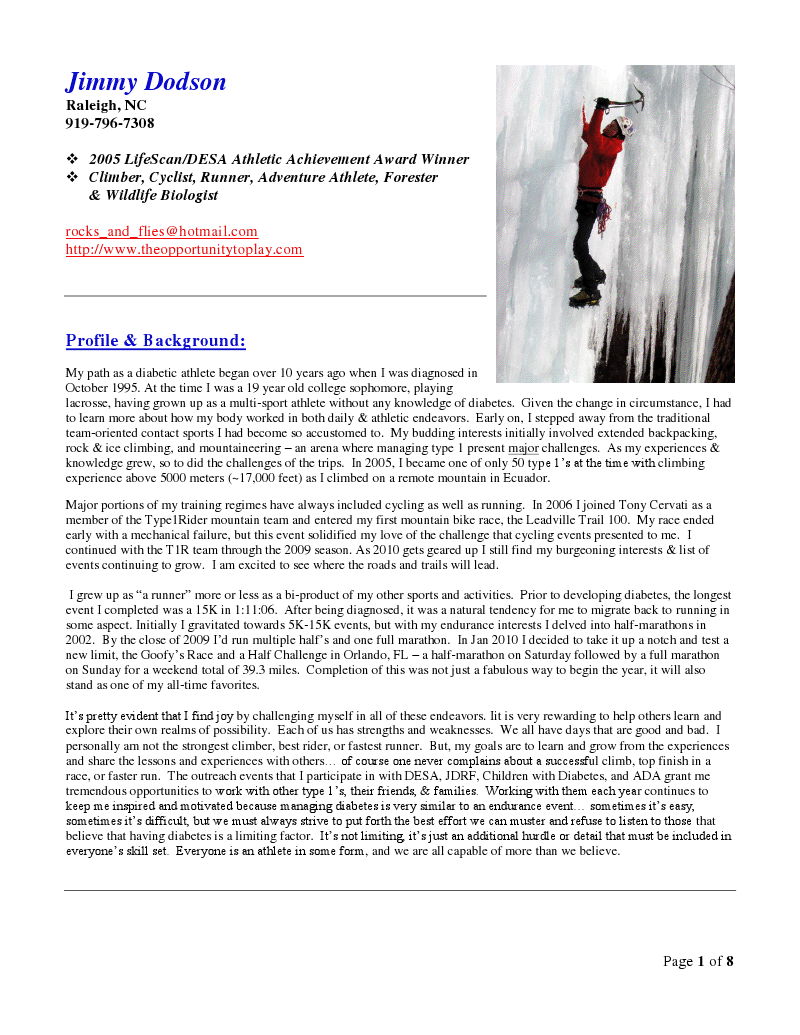 Jimmy Dodson
Raleigh, NC
919-796-7308
❖ 2005 LifeScan/DESA Athletic Achievement Award Winner
❖ Climber, Cyclist, Runner, Adventure Athlete, Forester
& Wildlife Biologist
rocks_and_flies@hotmail.com
http://www.theopportunitytoplay.com
Profile & Background:
My path as a diabetic athlete began over 10 years ago when I was diagnosed in
October 1995. At the time I was a 19 year old college sophomore, playing
lacrosse, having grown up as a multi-sport athlete without any knowledge of diabetes. Given the change in circumstance, I had
to learn more about how my body worked in both daily & athletic endeavors. Early on, I stepped away from the traditional
team-oriented contact sports I had become so accustomed to. My budding interests initially involved extended backpacking,
rock & ice climbing, and mountaineering – an arena where managing type 1 present major challenges. As my experiences &
knowledge grew, so to did the challenges of the trips. In 2005, I became one of only 50 type 1's at the time with climbing
experience above 5000 meters (~17,000 feet) as I climbed on a remote mountain in Ecuador.
Major portions of my training regimes have always included cycling as well as running. In 2006 I joined Tony Cervati as a
member of the Type1Rider mountain team and entered my first mountain bike race, the Leadville Trail 100. My race ended
early with a mechanical failure, but this event solidified my love of the challenge that cycling events presented to me. I
continued with the T1R team through the 2009 season. As 2010 gets geared up I still find my burgeoning interests & list of
events continuing to grow. I am excited to see where the roads and trails will lead.
I grew up as “a runner” more or less as a bi-product of my other sports and activities. Prior to developing diabetes, the longest
event I completed was a 15K in 1:11:06. After being diagnosed, it was a natural tendency for me to migrate back to running in
some aspect. Initially I gravitated towards 5K-15K events, but with my endurance interests I delved into half-marathons in
2002. By the close of 2009 I’d run multiple half’s and one full marathon. In Jan 2010 I decided to take it up a notch and test a
new limit, the Goofy’s Race and a Half Challenge in Orlando, FL – a half-marathon on Saturday followed by a full marathon
on Sunday for a weekend total of 39.3 miles. Completion of this was not just a fabulous way to begin the year, it will also
stand as one of my all-time favorites.
It’s pretty evident that I find joy by challenging myself in all of these endeavors. Iit is very rewarding to help others learn and
explore their own realms of possibility. Each of us has strengths and weaknesses. We all have days that are good and bad. I
personally am not the strongest climber, best rider, or fastest runner. But, my goals are to learn and grow from the experiences
and share the lessons and experiences with others… of course one never complains about a successful climb, top finish in a
race, or faster run. The outreach events that I participate in with DESA, JDRF, Children with Diabetes, and ADA grant me
tremendous opportunities to work with other type 1’s, their friends, & families. Working with them each year continues to
keep me inspired and motivated because managing diabetes is very similar to an endurance event… sometimes it’s easy,
sometimes it’s difficult, but we must always strive to put forth the best effort we can muster and refuse to listen to those that
believe that having diabetes is a limiting factor. It’s not limiting, it’s just an additional hurdle or detail that must be included in
everyone’s skill set. Everyone is an athlete in some form, and we are all capable of more than we believe.
Page 1 of 8